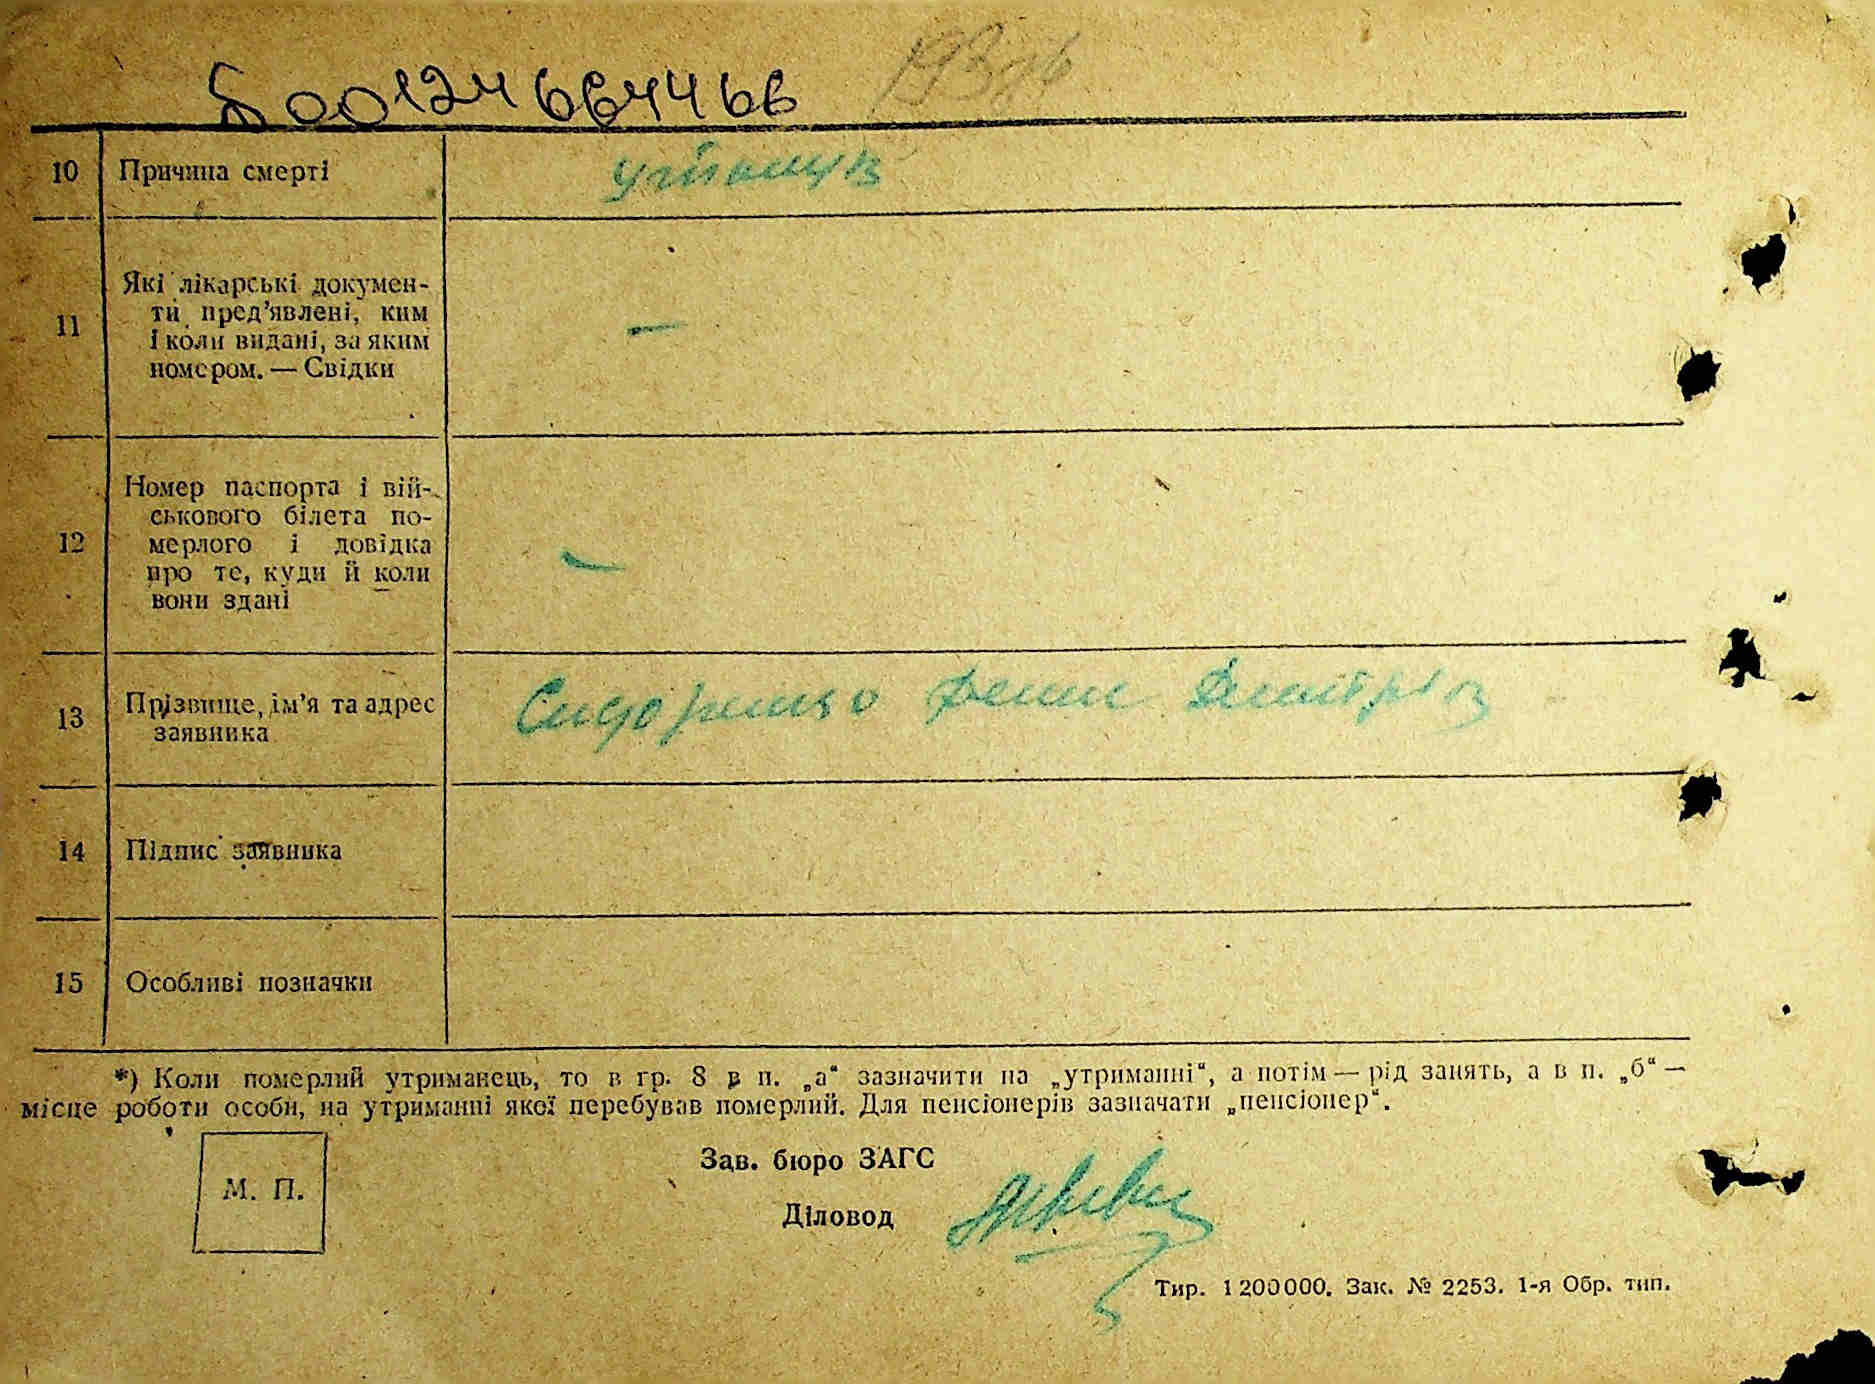 10 Причина смерті
11 Які лікарські докумен-
ти пред’явлені, ким
і коли видані, за яким
номером. — Свідки —
12 Номер паспорта і вій-
ськового білета по-
мерлого і довідка
про те, куди й коли
вони здані —
13 Прізвище, ім’я та адрес
заявника Сидоренко
14 Підпис заявника
15 Особливі позначки
*) Коли померлий утриманець, то в гр. 8 в п. „а“ зазначити на „утриманні“, а потім — рід занять, а в п. „б“ —
місце роботи особи, на утриманні якої перебував померлий. Для пенсіонерів зазначати „пенсіонер“.
М. П.
Зав. бюро ЗАГС
Діловод
Тир. 1200000. Зак. № 2253. 1-я Обр. тип.